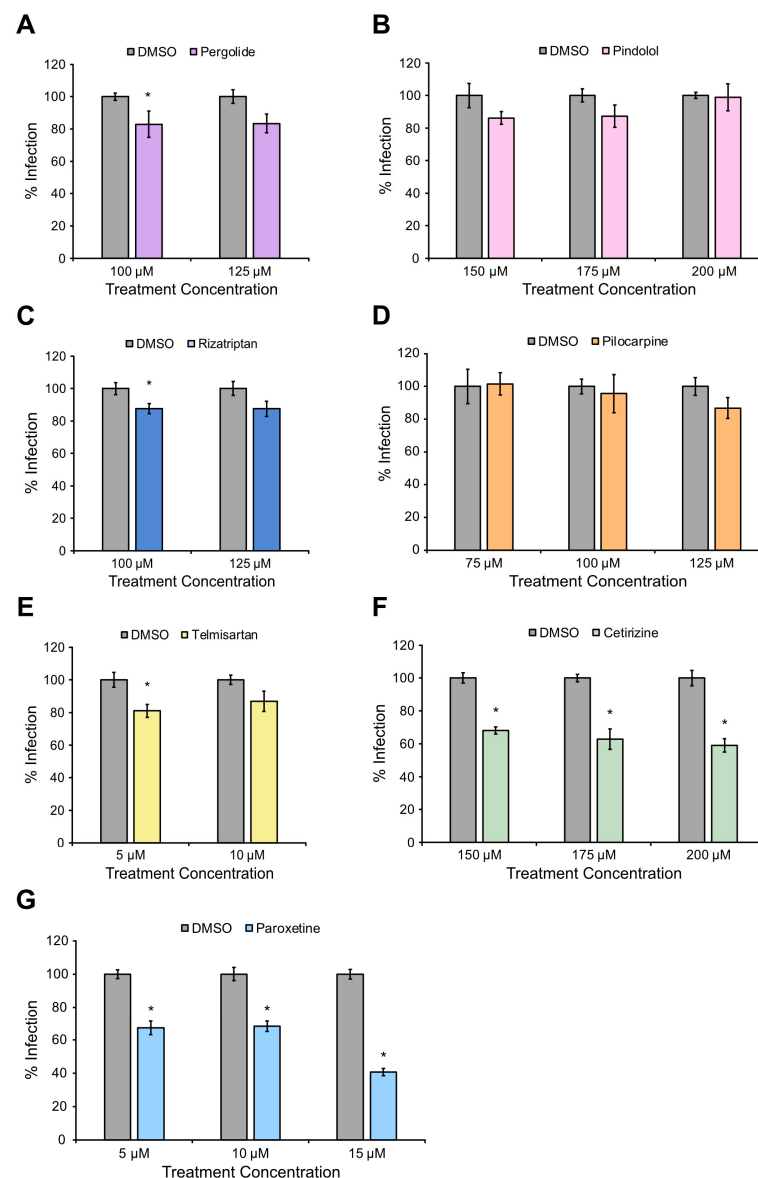 A
DMSO Pergolide
120
100
80
60
40
20
0
% Infection
*
100 µM 125 µM
Treatment Concentration
B
DMSO Pindolol
120
100
80
60
40
20
0
% Infection
150 µM 175 µM 200 µM
Treatment Concentration
C
DMSO Rizatriptan
120
100
80
60
40
20
0
% Infection
*
100 µM 125 µM
Treatment Concentration
D
DMSO Pilocarpine
120
100
80
60
40
20
0
% Infection
75 µM 100 µM 125 µM
Treatment Concentration
E
DMSO Telmisartan
120
100
80
60
40
20
0
% Infection
*
5 µM 10 µM
Treatment Concentration
F
DMSO Cetirizine
120
100
80
60
40
20
0
% Infection
* * *
150 µM 175 µM 200 µM
Treatment Concentration
G
DMSO Paroxetine
120
100
80
60
40
20
0
% Infection
* * *
5 µM 10 µM 15 µM
Treatment Concentration